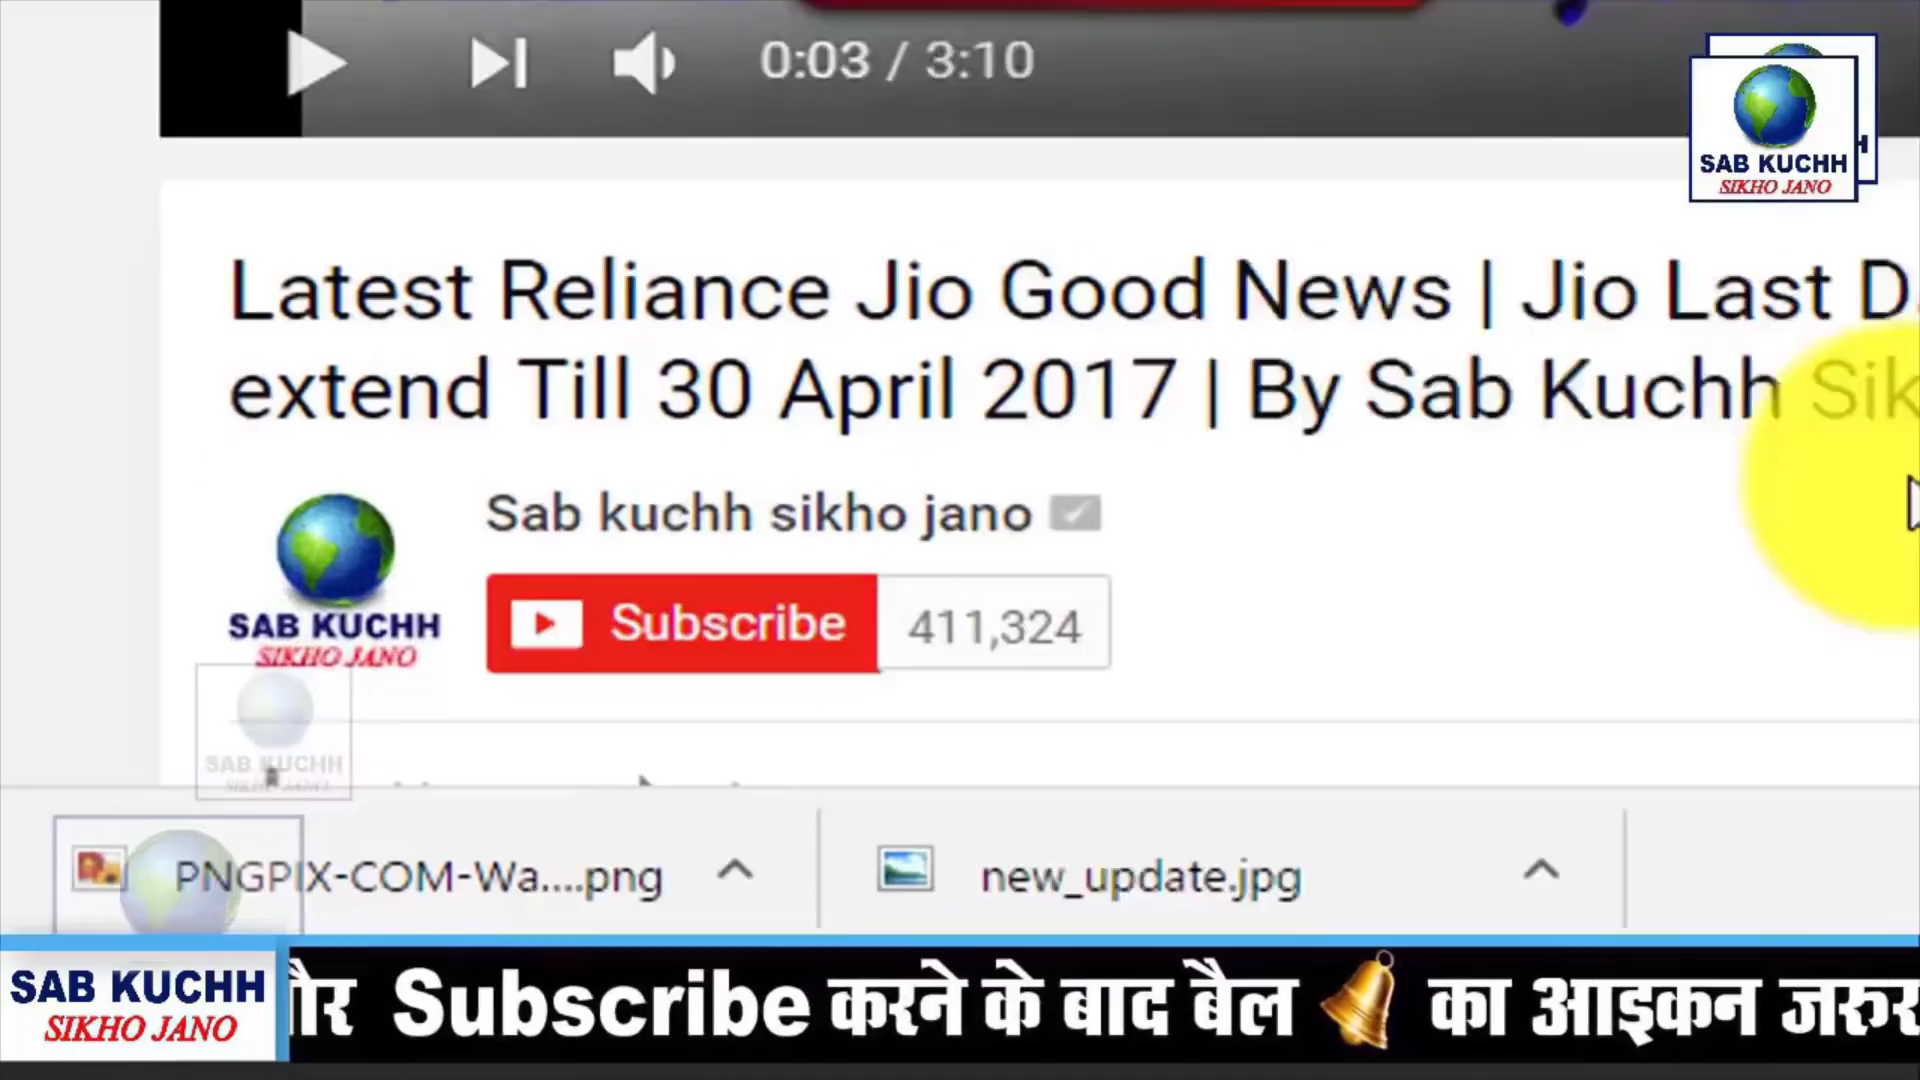 0:03 / 3:10
SAB KUCHH
SIKHO JANO
Latest Reliance Jio Good News | Jio Last
extend Till 30 April 2017 | By Sab Kuchh
Sab kuchh sikho jano
SAB KUCHH
SIKHO JANO
Subscribe 411,324
SAB KUCHH
PNGPIX-COM-Wa....png
new_update.jpg
SAB KUCHH
SIKHO JANO
Subscribe करने के बाद बैल का आइकन जरुर